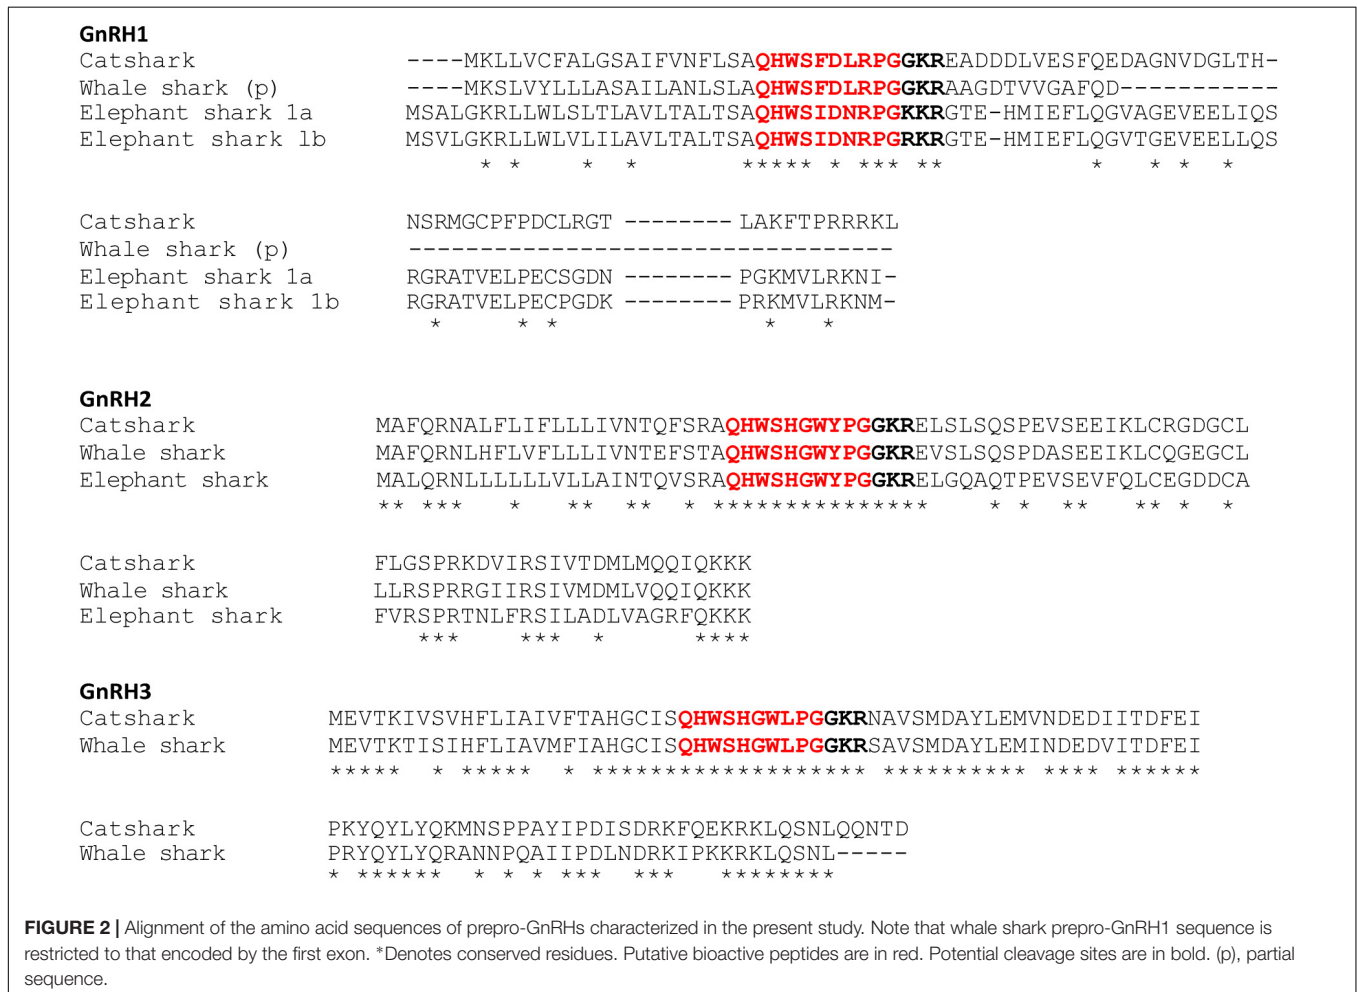 GnRH1
Catshark ----MKLLVCFALGSAIFVNFLSAQHWSFDLRPGGKREADDDLVESFQEDAGNVDGLTH-
Whale shark (p) ----MKSLVYLLLASAILANLSLAQHWSFDLRPGGKRAAGDTVVGAFQD-----------
Elephant shark 1a MSALGKRLLWLSLTLAVLTALTSAQHWSIDNRPGKKRGTE-HMIEFLQGVAGEVEELIQS
Elephant shark lb MSVLGKRLLWLVLILAVLTALTSAQHWSIDNRPGRKRGTE-HMIEFLQGVTGEVEELLQS
* * * * ***** * *** ** * * * *
Catshark NSRMGCPFPDCLRGT -------- LAKFTPRRRKL
Whale shark (p) ----------------------------------
Elephant shark 1a RGRATVELPECSGDN -------- PGKMVLRKNI-
Elephant shark 1b RGRATVELPECPGDK -------- PRKMVLRKNM-
* * * * *
GnRH2
Catshark MAFQRNALFLIFLLLIVNTQFSRAQHWSHGWYPGGKRELSLSQSPEVSEEIKLCRGDGCL
Whale shark MAFQRNLHFLVFLLLIVNTEFSTAQHWSHGWYPGGKREVSLSQSPDASEEIKLCQGEGCL
Elephant shark MALQRNLLLLLLVLLAINTQVSRAQHWSHGWYPGGKRELGQAQTPEVSEVFQLCEGDDCA
** *** * ** ** * *************** * * ** ** * *
Catshark FLGSPRKDVIRSIVTDMLMQQIQKKK
Whale shark LLRSPRRGIIRSIVMDMLVQQIQKKK
Elephant shark FVRSPRTNLFRSILADLVAGRFQKKK
*** *** * ****
GnRH3
Catshark MEVTKIVSVHFLIAIVFTAHGCISQHWSHGWLPGGKRNAVSMDAYLEMVNDEDIITDFEI
Whale shark MEVTKTISIHFLIAVMFIAHGCISQHWSHGWLPGGKRSAVSMDAYLEMINDEDVITDFEI
***** * ***** * ******************* ********** **** ******
Catshark PKYQYLYQKMNSPPAYIPDISDRKFQEKRKLQSNLQQNTD
Whale shark PRYQYLYQRANNPQAIIPDLNDRKIPKKRKLQSNL-----
* ****** * * * *** *** ********
FIGURE 2 | Alignment of the amino acid sequences of prepro-GnRHs characterized in the present study. Note that whale shark prepro-GnRH1 sequence is
restricted to that encoded by the first exon. *Denotes conserved residues. Putative bioactive peptides are in red. Potential cleavage sites are in bold. (p), partial
sequence.